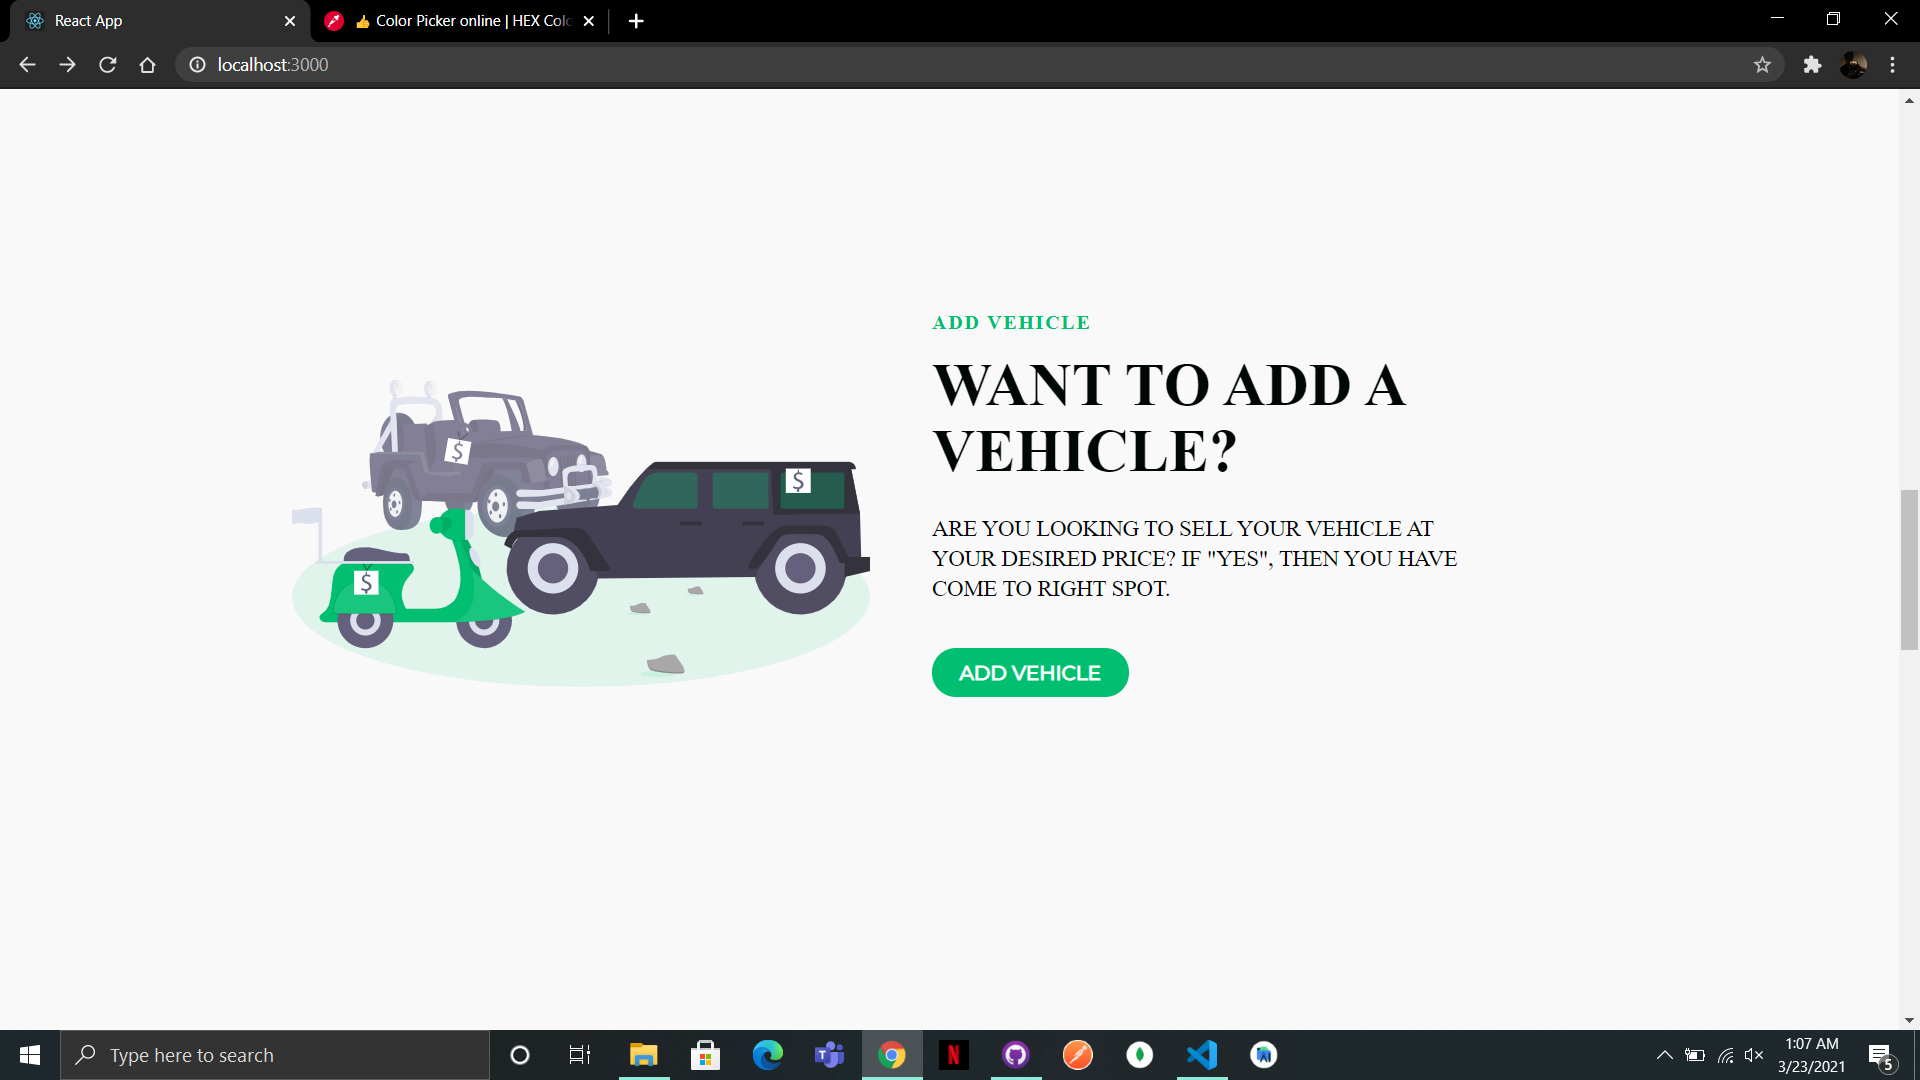 React App
👍 Color Picker online | HEX Colo
localhost:3000
ADD VEHICLE
WANT TO ADD A
VEHICLE?
$
$
$
ARE YOU LOOKING TO SELL YOUR VEHICLE AT
YOUR DESIRED PRICE? IF "YES", THEN YOU HAVE
COME TO RIGHT SPOT.
ADD VEHICLE
Type here to search
1:07 AM
3/23/2021
5